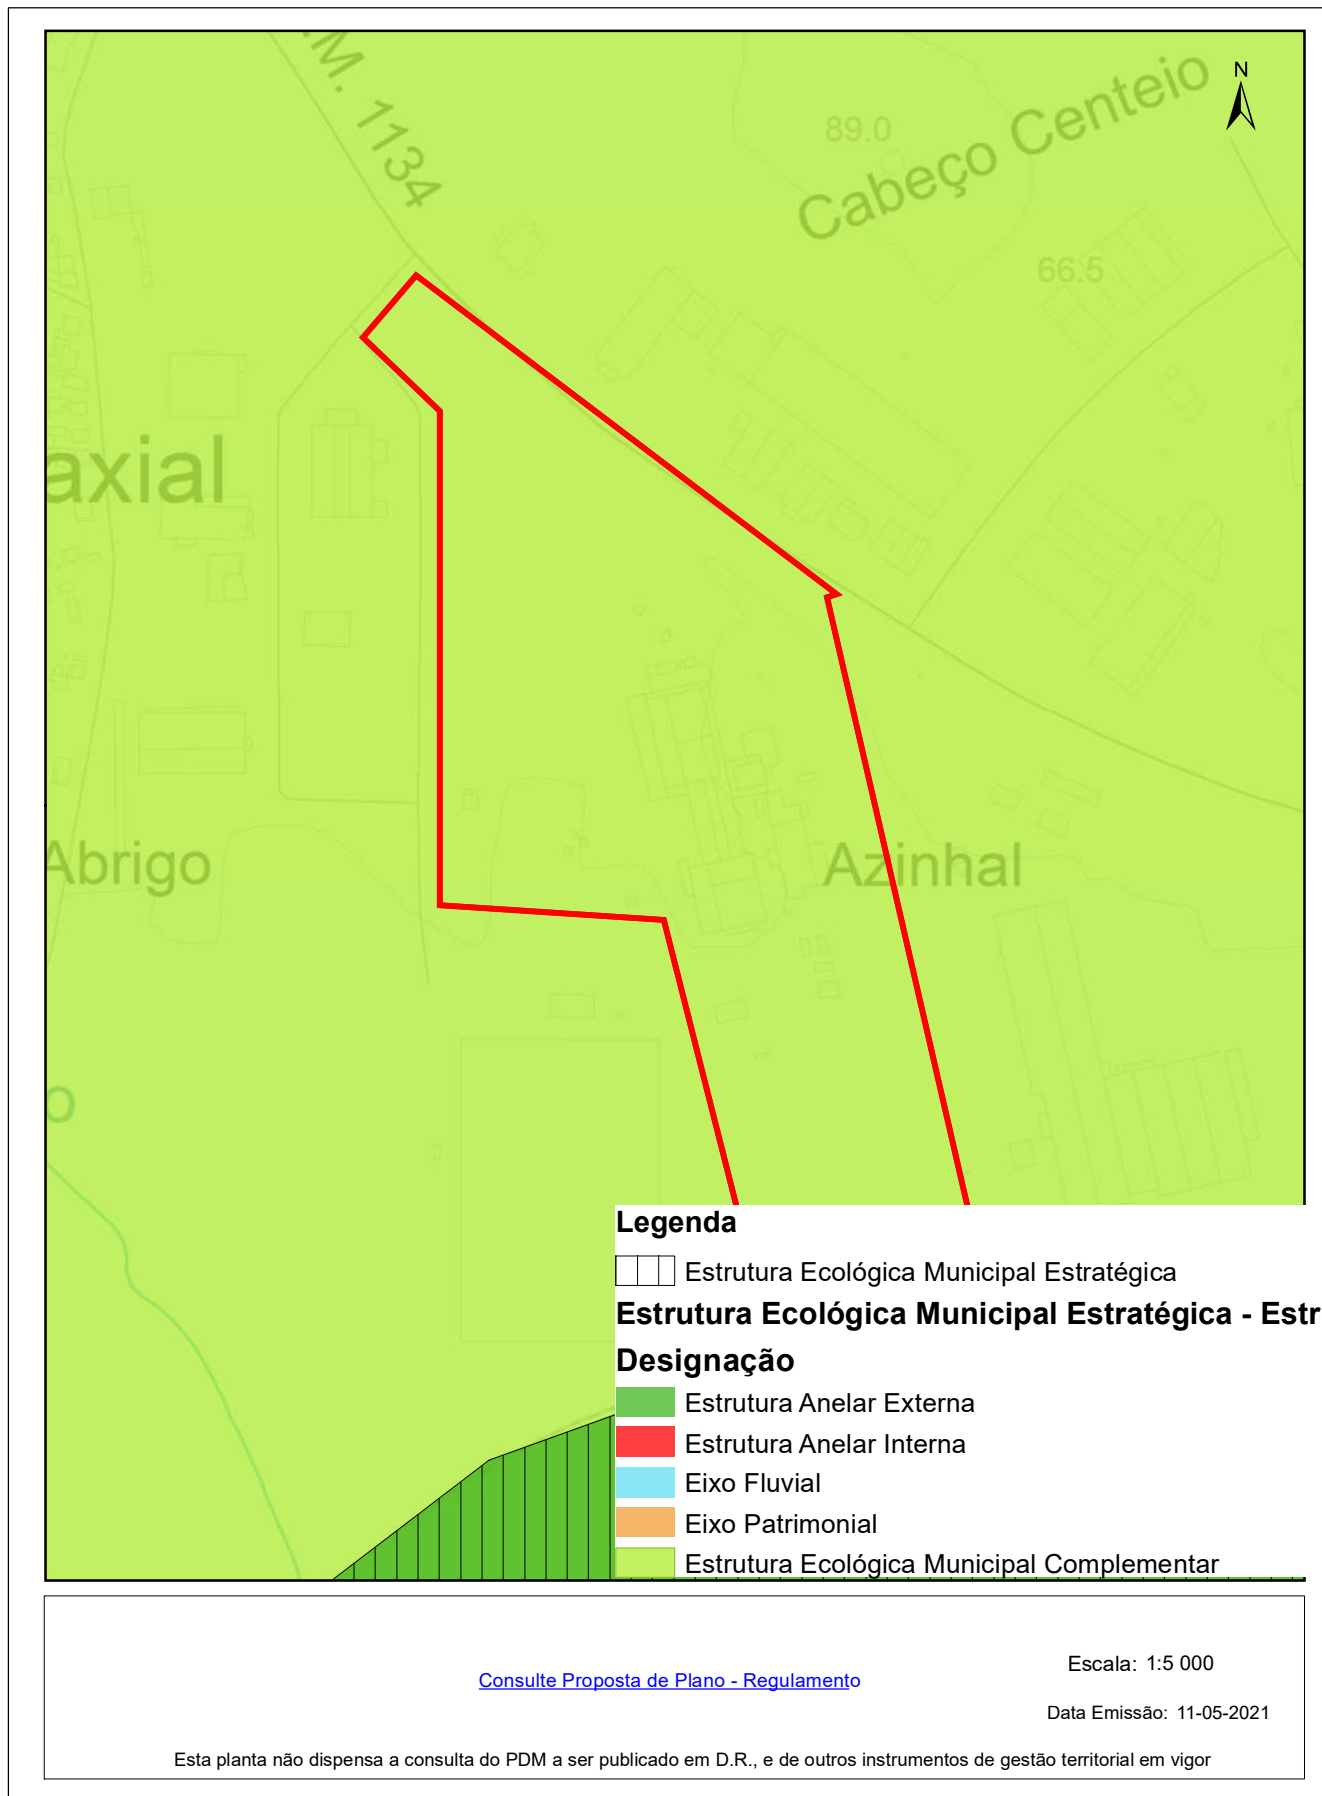 N
.M. 1134
89.0
Cabeço Centeio
66.5
axial
Abrigo
Azinhal
o
Legenda
Estrutura Ecológica Municipal Estratégica
Estrutura Ecológica Municipal Estratégica - Estr
Designação
Estrutura Anelar Externa
Estrutura Anelar Interna
Eixo Fluvial
Eixo Patrimonial
Estrutura Ecológica Municipal Complementar
Consulte Proposta de Plano - Regulamento
Escala: 1:5 000
Data Emissão: 11-05-2021
Esta planta não dispensa a consulta do PDM a ser publicado em D.R., e de outros instrumentos de gestão territorial em vigor